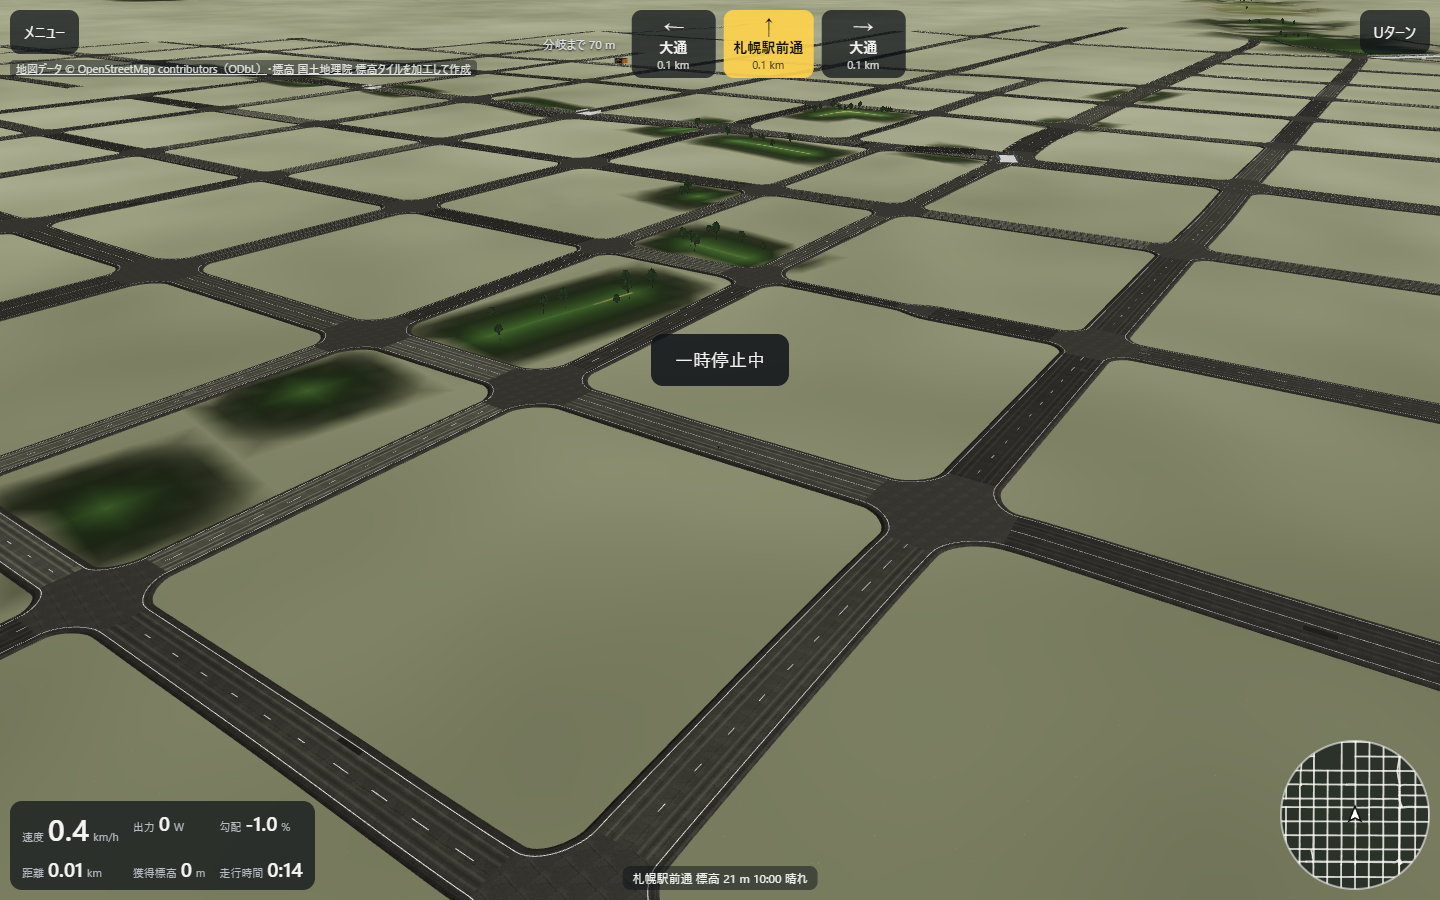 メニュー
地図データ © OpenStreetMap contributors（ODbL）・標高 国土地理院 標高タイルを加工して作成
分岐まで 70 m
←
大通
0.1 km
↑
札幌駅前通
0.1 km
→
大通
0.1 km
Uターン
一時停止中
速度 0.4 km/h 出力 0 W 勾配 -1.0 %
距離 0.01 km 獲得標高 0 m 走行時間 0:14
札幌駅前通 標高 21 m 10:00 晴れ